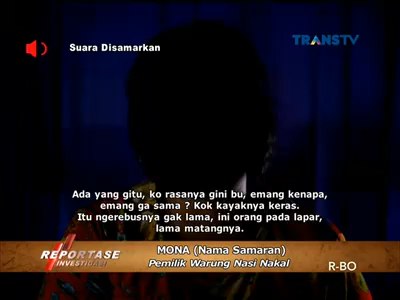 Suara Disamarkan
TRANSTV
Ada yang gitu, ko rasanya gini bu, emang kenapa,
emang ga sama ? Kok kayaknya keras.
Itu ngerebusnya gak lama, ini orang pada lapar,
lama matangnya.
REPORTASE
INVESTIGASI
MONA (Nama Samaran)
Pemilik Warung Nasi Nakal
R-BO